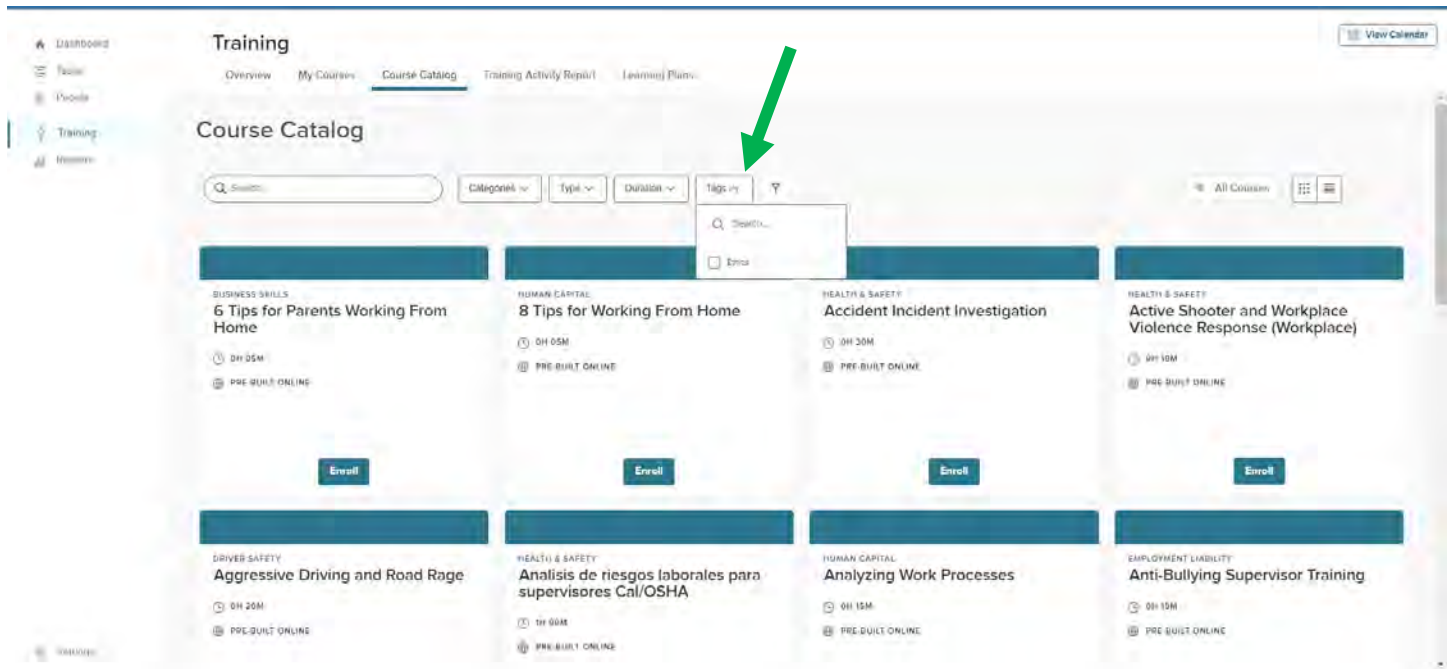 Dashboard
Training
View Calendar
Overview My Courses Course Catalog Training Activity Report Learning Plans
People
Training
Course Catalog
Search...
Categories Type Duration Tags
All Courses
Search...
BUSINESS SKILLS
6 Tips for Parents Working From
Home
0H 05M
PRE-BUILT ONLINE
Enroll
HUMAN CAPITAL
8 Tips for Working From Home
0H 05M
PRE-BUILT ONLINE
Enroll
HEALTH & SAFETY
Accident Incident Investigation
0H 30M
PRE-BUILT ONLINE
Enroll
HEALTH & SAFETY
Active Shooter and Workplace
Violence Response (Workplace)
0H 10M
PRE-BUILT ONLINE
Enroll
DRIVER SAFETY
Aggressive Driving and Road Rage
0H 20M
PRE-BUILT ONLINE
HEALTH & SAFETY
Analisis de riesgos laborales para
supervisores Cal/OSHA
1H 00M
PRE-BUILT ONLINE
HUMAN CAPITAL
Analyzing Work Processes
0H 15M
PRE-BUILT ONLINE
EMPLOYMENT LIABILITY
Anti-Bullying Supervisor Training
0H 15M
PRE-BUILT ONLINE